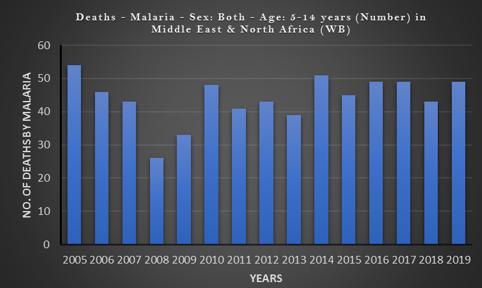 Deaths - Malaria - Sex: Both - Age: 5-14 years (Number) in
Middle East & North Africa (WB)
60
50
40
30
20
10
0
NO. OF DEATHS BY MALARIA
2005 2006 2007 2008 2009 2010 2011 2012 2013 2014 2015 2016 2017 2018 2019
YEARS